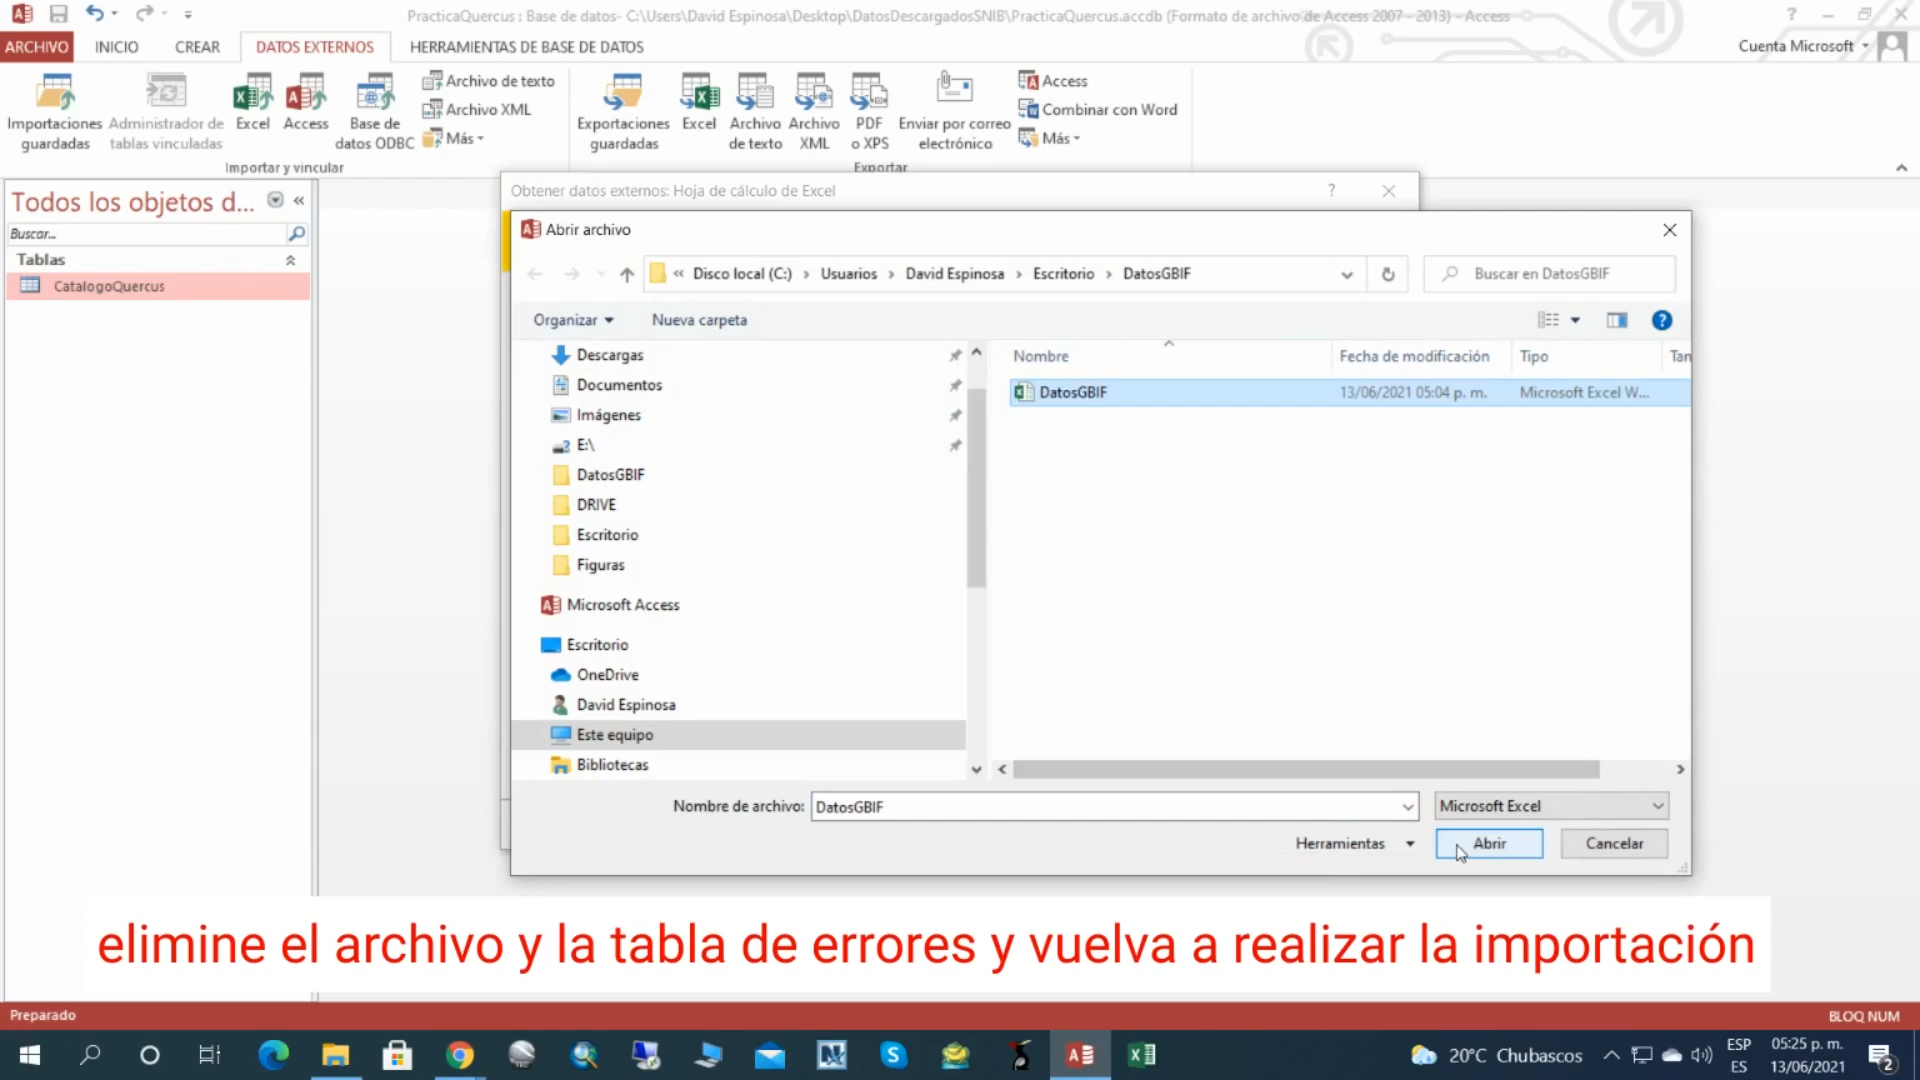 PracticaQuercus : Base de datos- C:\Users\David Espinosa\Desktop\DatosDescargadosSNIB\PracticaQuercus.accdb (Formato de archivo de Access 2007 - 2013) - Access
ARCHIVO INICIO CREAR DATOS EXTERNOS HERRAMIENTAS DE BASE DE DATOS
Cuenta Microsoft
Importaciones guardadas
Administrador de tablas vinculadas
Excel
Access
Base de datos ODBC
Archivo de texto
Archivo XML
Más
Importar y vincular
Exportaciones guardadas
Excel
Archivo de texto
Archivo XML
PDF o XPS
Enviar por correo electrónico
Access
Combinar con Word
Más
Exportar
Todos los objetos d...
Buscar...
Tablas
CatalogoQuercus
Obtener datos externos: Hoja de cálculo de Excel
Abrir archivo
« Disco local (C:) › Usuarios › David Espinosa › Escritorio › DatosGBIF
Buscar en DatosGBIF
Organizar
Nueva carpeta
Descargas
Documentos
Imágenes
E:\
DatosGBIF
DRIVE
Escritorio
Figuras
Microsoft Access
Escritorio
OneDrive
David Espinosa
Este equipo
Bibliotecas
Nombre Fecha de modificación Tipo Tan
DatosGBIF 13/06/2021 05:04 p. m. Microsoft Excel W...
Nombre de archivo: DatosGBIF
Microsoft Excel
Herramientas
Abrir
Cancelar
elimine el archivo y la tabla de errores y vuelva a realizar la importación
Preparado
BLOQ NUM
20°C Chubascos
ESP
ES
05:25 p. m.
13/06/2021
2